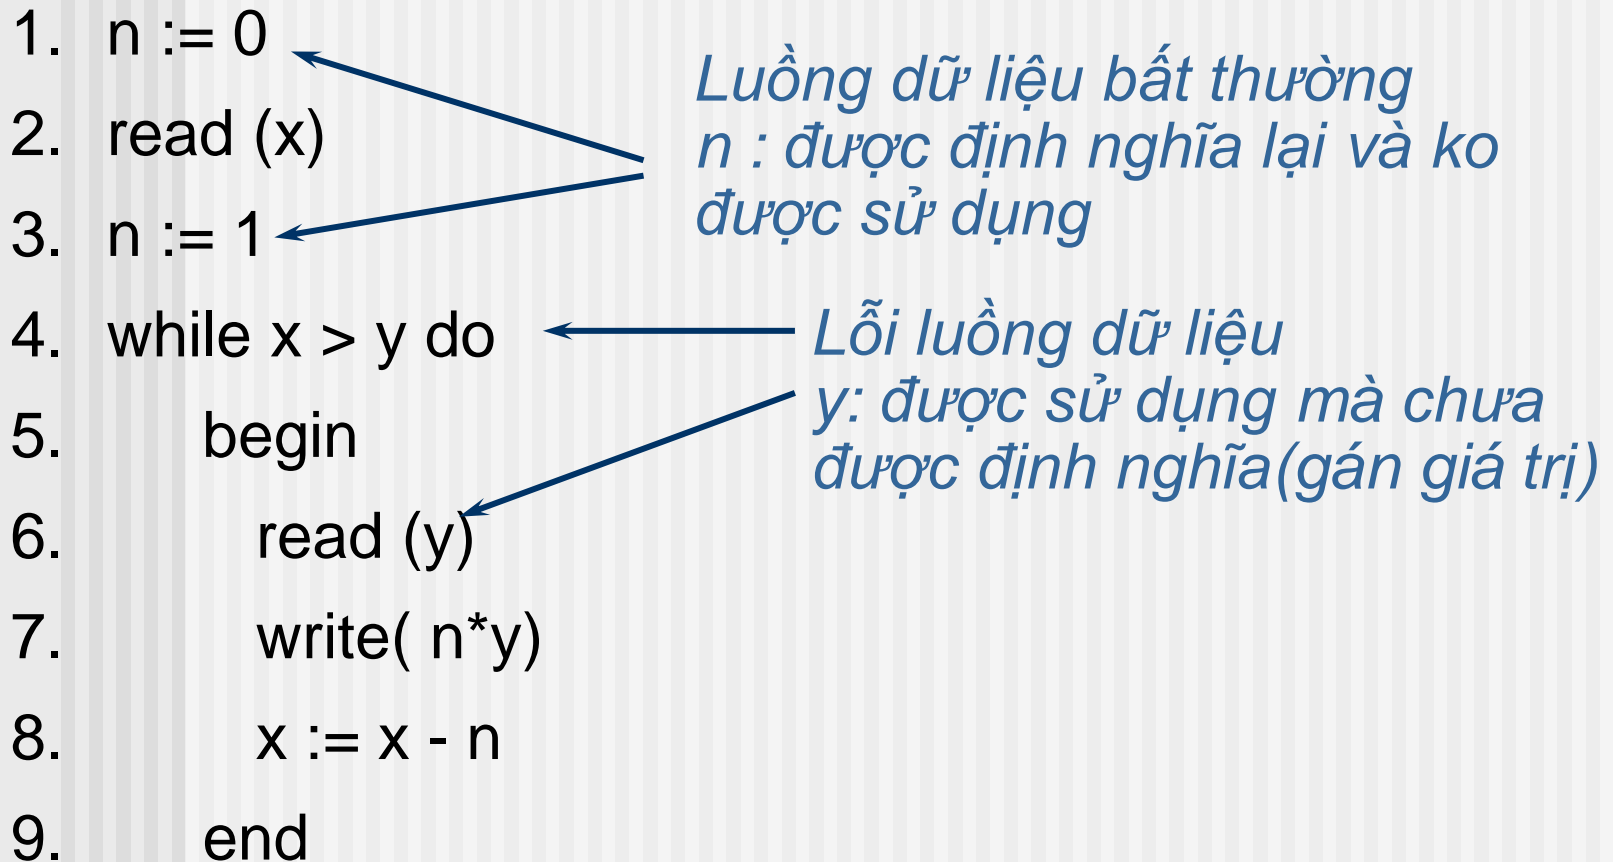 1. n := 0
2. read (x)
3. n := 1
4. while x > y do
5. begin
6. read (y)
7. write( n*y)
8. x := x - n
9. end
Luồng dữ liệu bất thường
n : được định nghĩa lại và ko
được sử dụng
Lỗi luồng dữ liệu
y: được sử dụng mà chưa
được định nghĩa(gán giá trị)